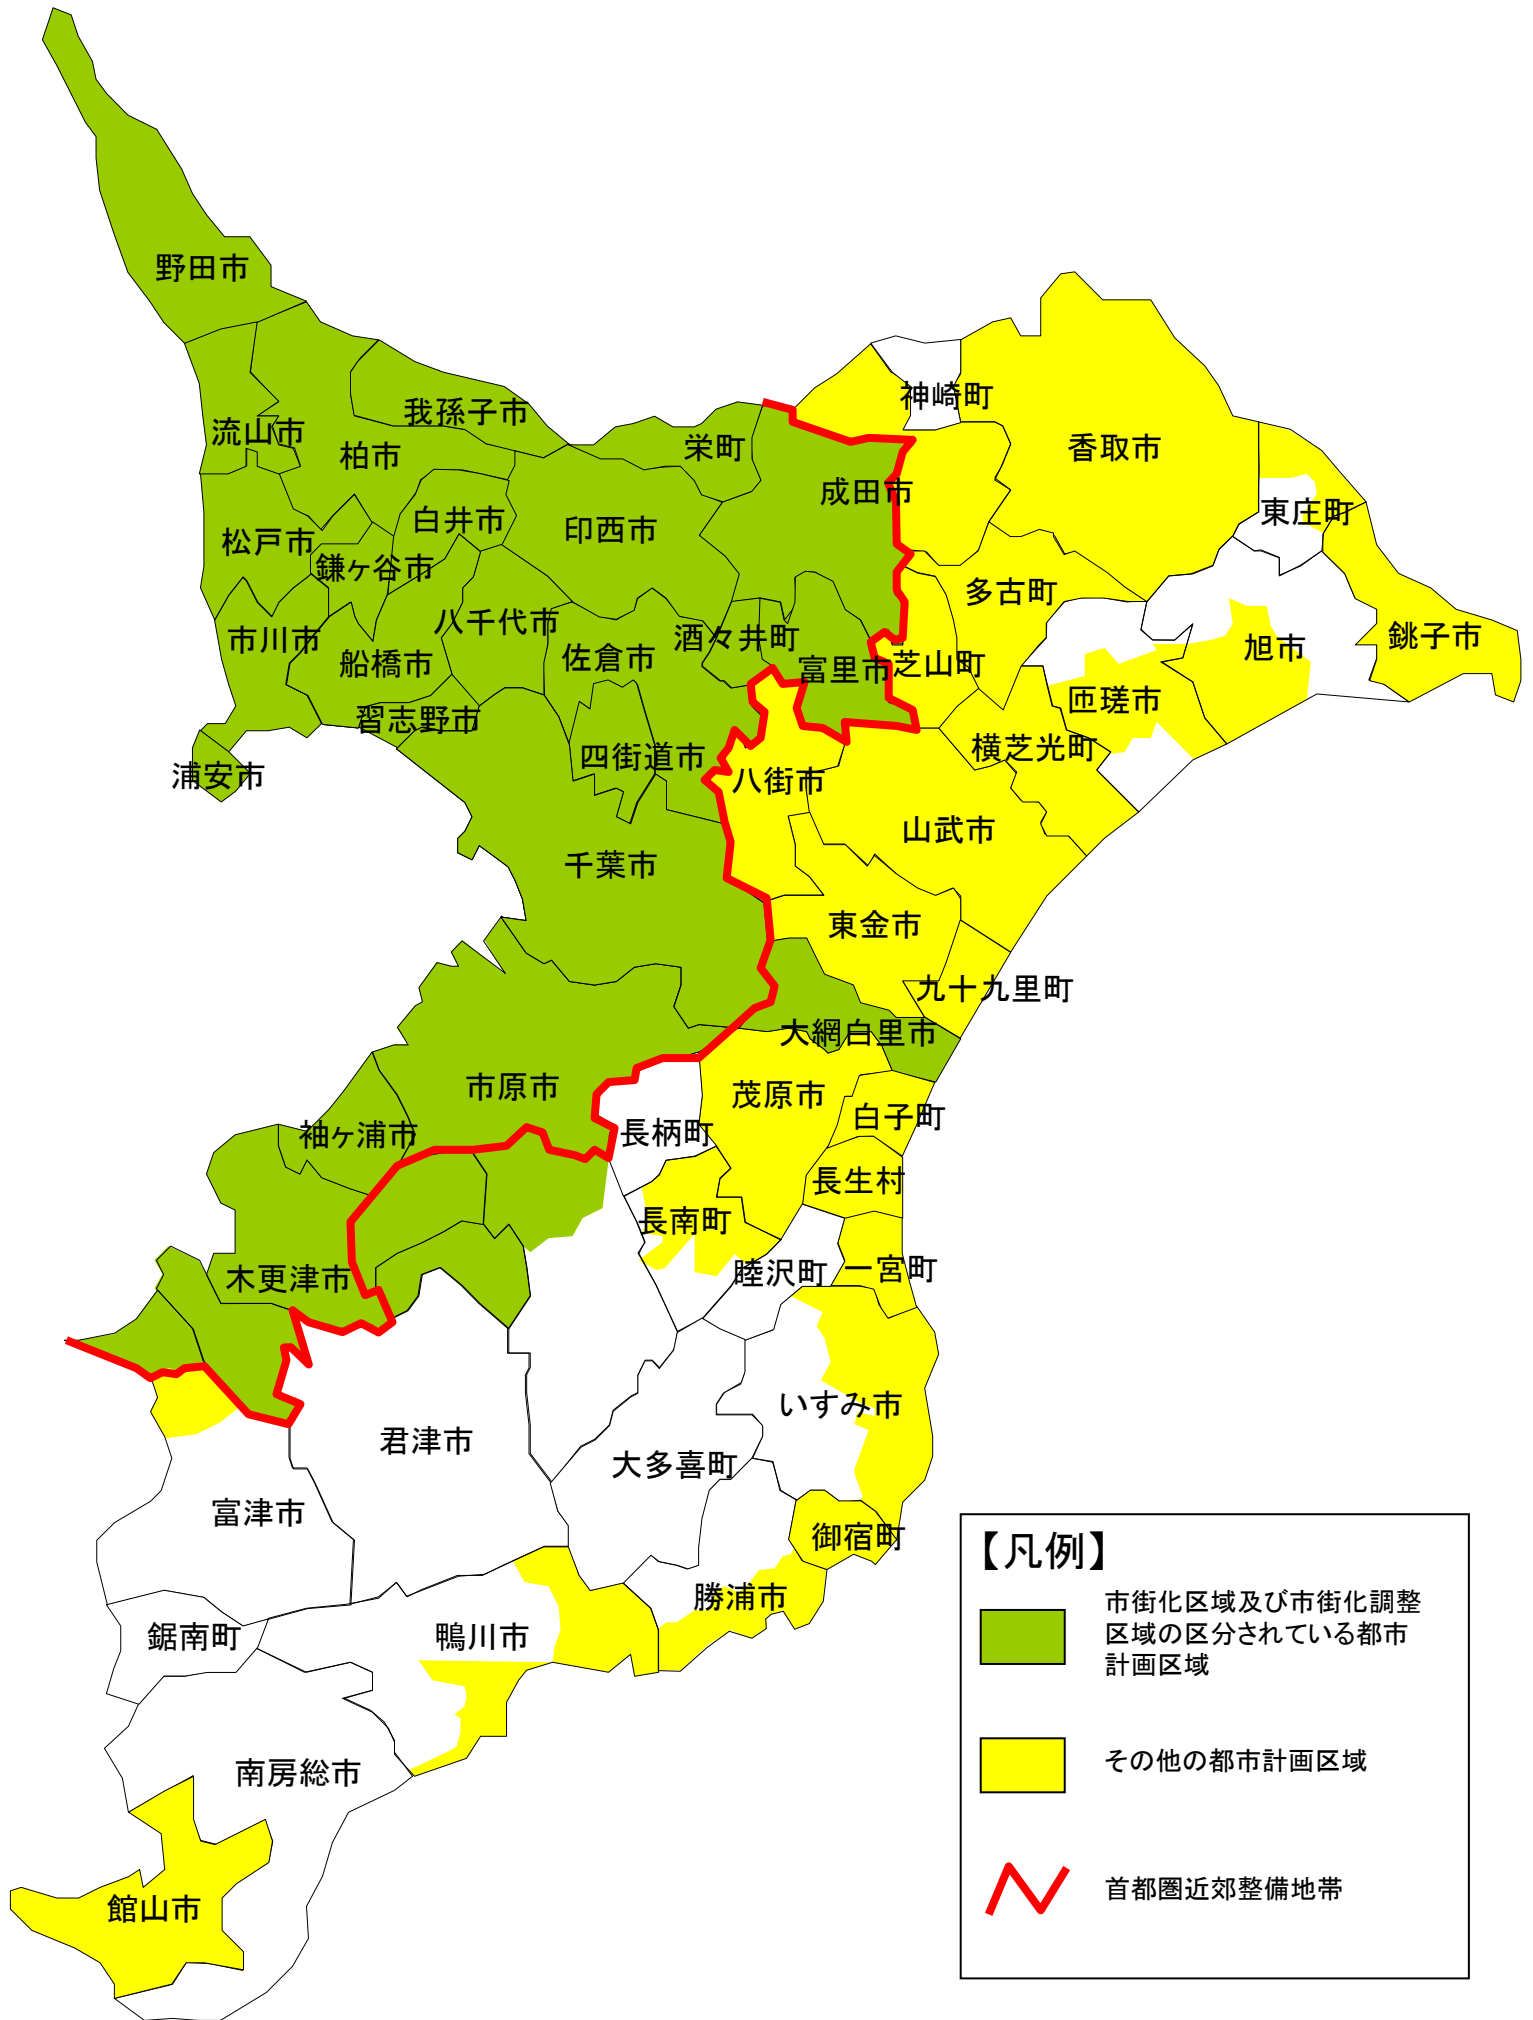 野田市
流山市
柏市
我孫子市
栄町
成田市
神崎町
香取市
東庄町
松戸市
鎌ヶ谷市
白井市
印西市
多古町
市川市
船橋市
八千代市
佐倉市
酒々井町
富里市
芝山町
匝瑳市
旭市
銚子市
浦安市
習志野市
四街道市
八街市
横芝光町
千葉市
山武市
東金市
九十九里町
大網白里市
市原市
袖ヶ浦市
長柄町
茂原市
白子町
長生村
長南町
睦沢町
一宮町
木更津市
君津市
いすみ市
大多喜町
富津市
御宿町
勝浦市
鋸南町
鴨川市
南房総市
館山市
【凡例】
市街化区域及び市街化調整
区域の区分されている都市
計画区域
その他の都市計画区域
首都圏近郊整備地帯